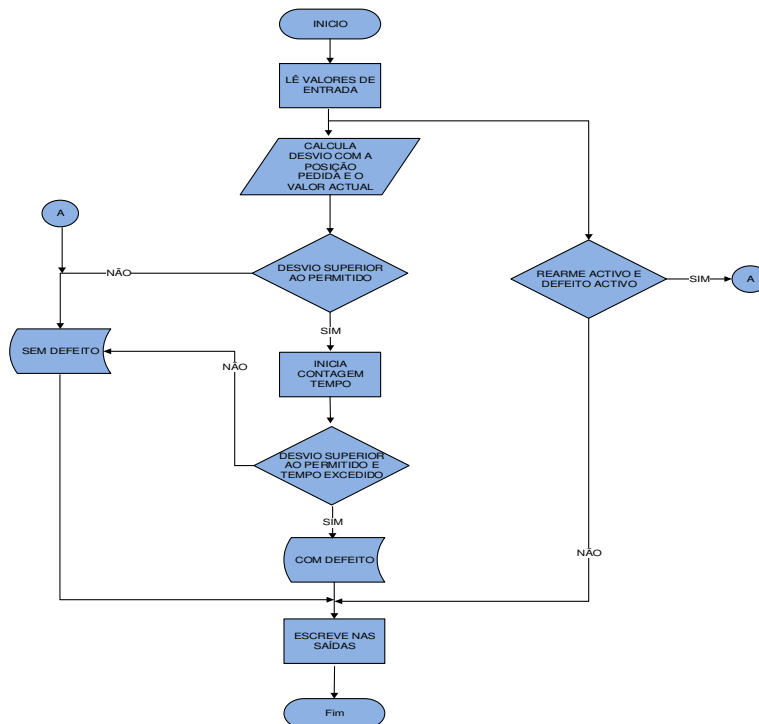 INICIO
LÊ VALORES DE
ENTRADA
CALCULA
DESVIO COM A
POSIÇÃO
PEDIDA E O
VALOR ACTUAL
A
DESVIO SUPERIOR
AO PERMITIDO
NÃO
REARME ACTIVO E
DEFEITO ACTIVO
SIM
A
SIM
SEM DEFEITO
INICIA
CONTAGEM
TEMPO
NÃO
DESVIO SUPERIOR
AO PERMITIDO E
TEMPO EXCEDIDO
SIM
COM DEFEITO
NÃO
ESCREVE NAS
SAÍDAS
Fim